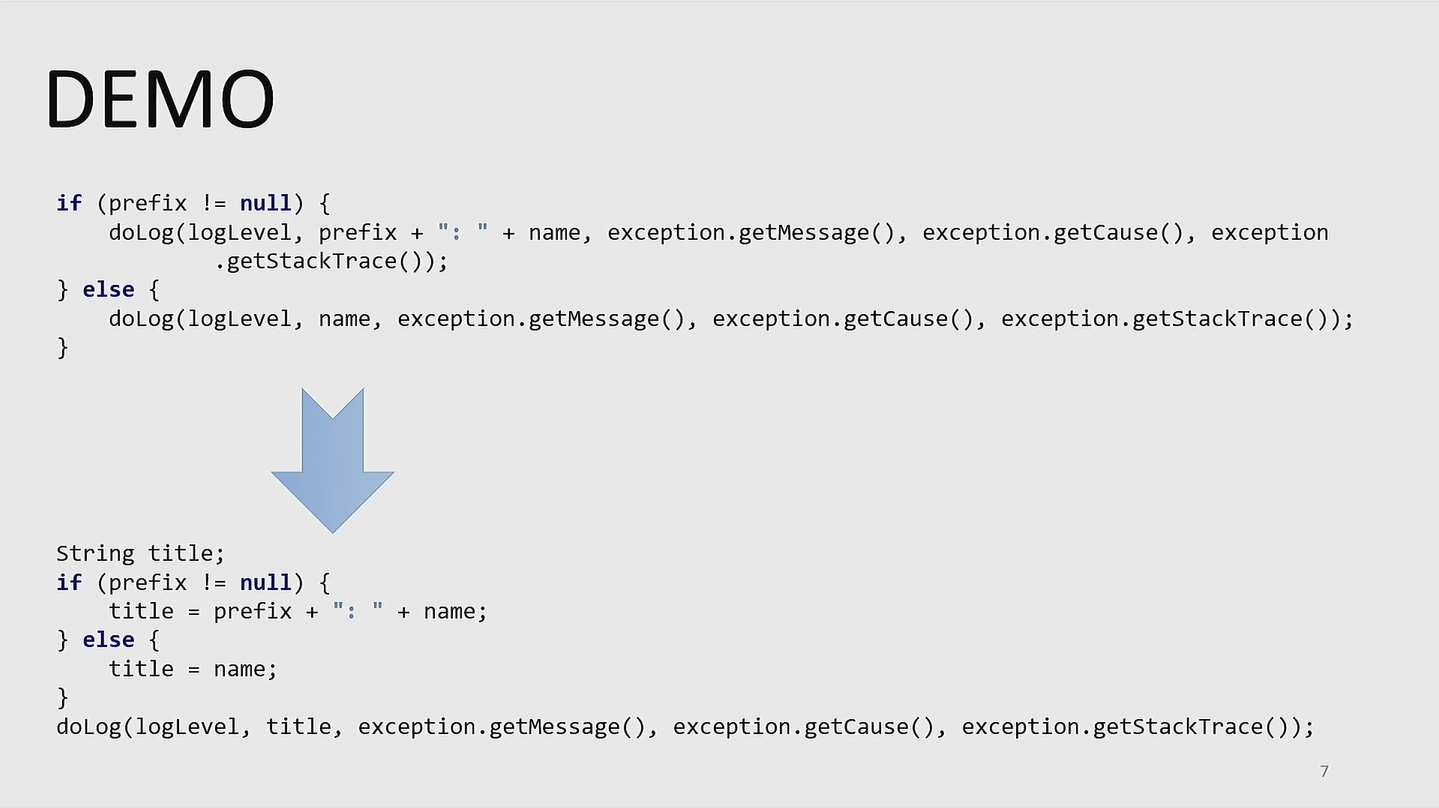 DEMO
if (prefix != null) {
    doLog(logLevel, prefix + ": " + name, exception.getMessage(), exception.getCause(), exception
            .getStackTrace());
} else {
    doLog(logLevel, name, exception.getMessage(), exception.getCause(), exception.getStackTrace());
}
String title;
if (prefix != null) {
    title = prefix + ": " + name;
} else {
    title = name;
}
doLog(logLevel, title, exception.getMessage(), exception.getCause(), exception.getStackTrace());
7